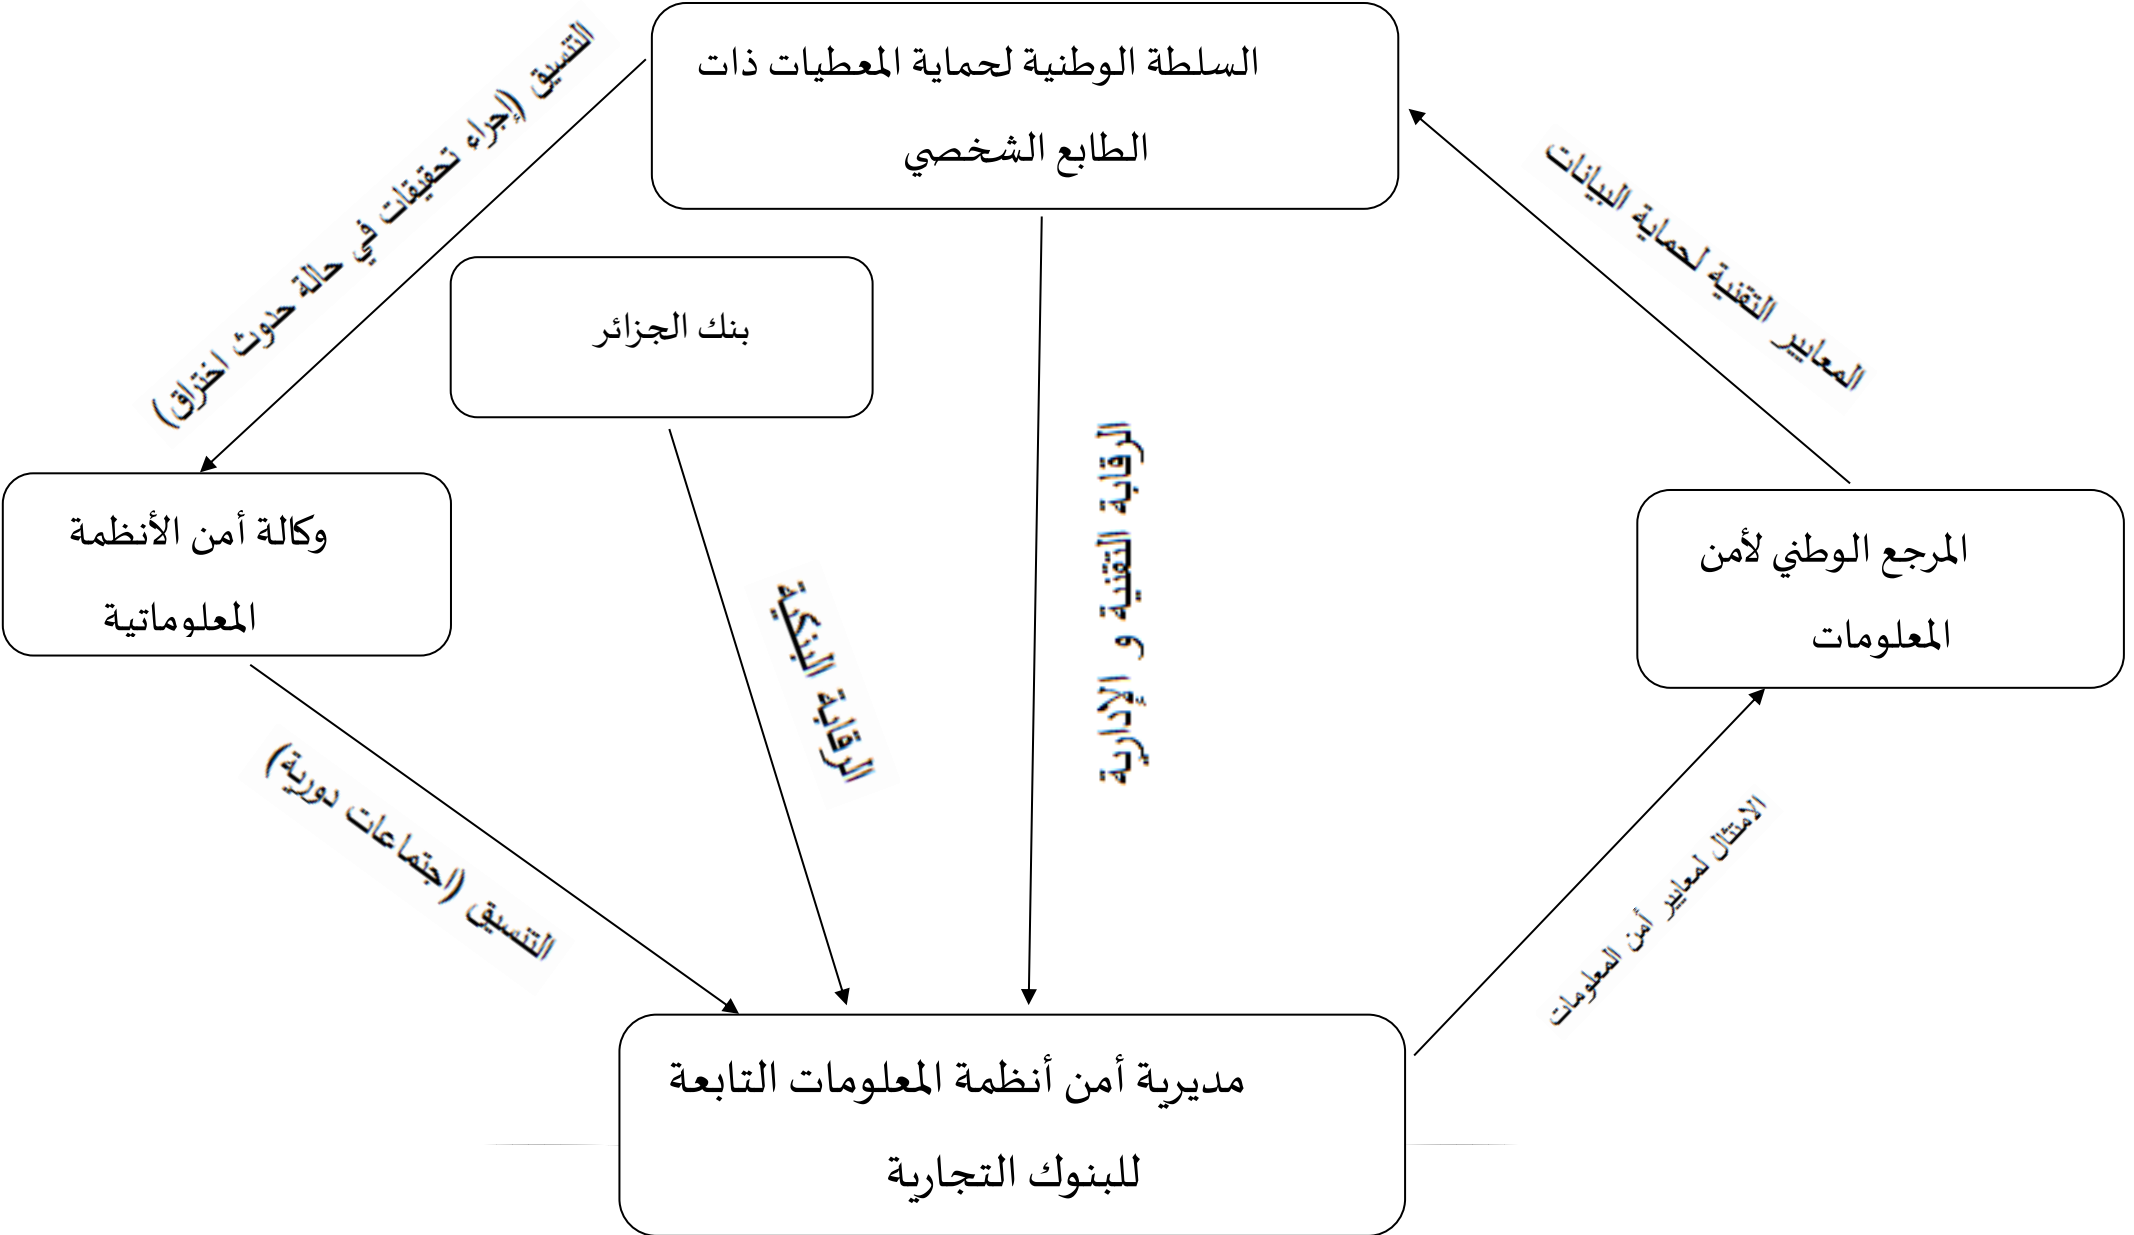 السلطة الوطنية لحماية المعطيات ذات
الطابع الشخصي
التنسيق (إجراء تحقيقات في حالة حدوث اختراق)
المعايير التقنية لحماية البيانات
بنك الجزائر
وكالة أمن الأنظمة
المعلوماتية
الرقابة البنكية
الرقابة التقنية و الإدارية
المرجع الوطني لأمن
المعلومات
التنسيق (اجتماعات دورية)
الامتثال لمعايير أمن المعلومات
مديرية أمن أنظمة المعلومات التابعة
للبنوك التجارية